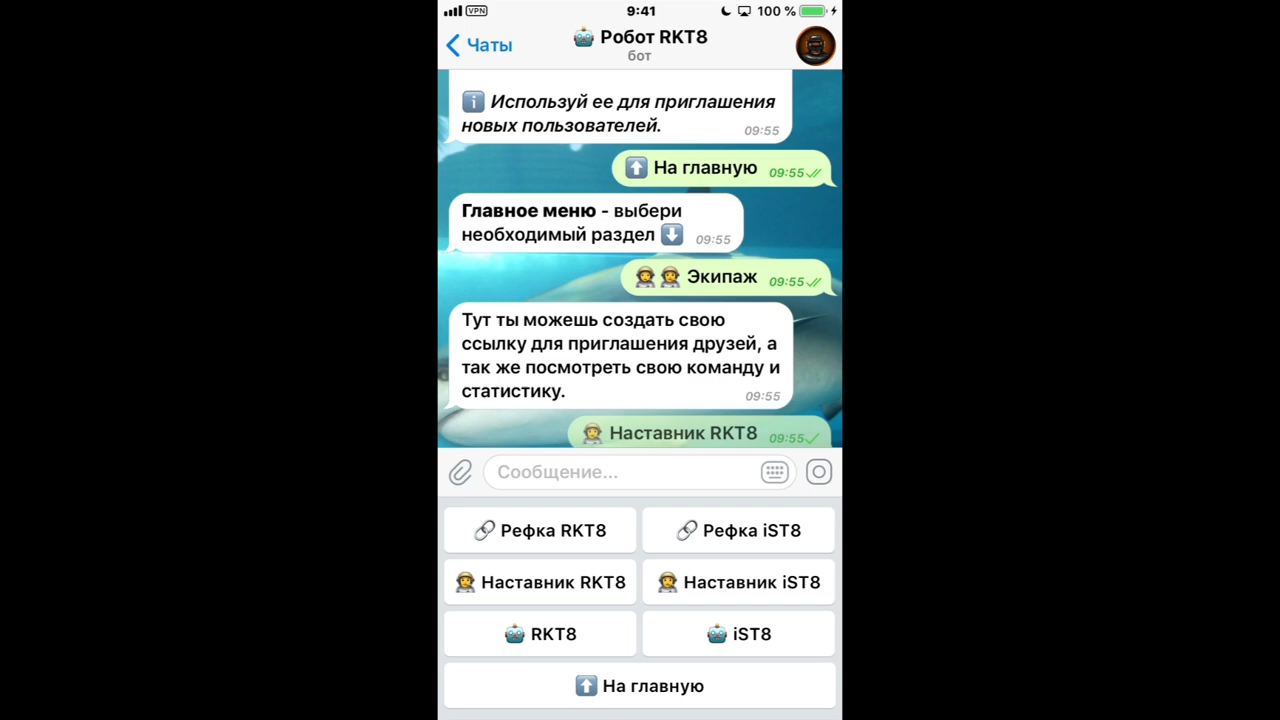 VPN 9:41 100 %
Чаты
🤖 Робот RKT8
бот
ℹ️ Используй ее для приглашения
новых пользователей. 09:55
⬆️ На главную 09:55
Главное меню - выбери
необходимый раздел ⬇️ 09:55
👩‍🚀👩‍🚀 Экипаж 09:55
Тут ты можешь создать свою
ссылку для приглашения друзей, а
так же посмотреть свою команду и
статистику. 09:55
👩‍🚀 Наставник RKT8 09:55
Сообщение...
🔗 Рефка RKT8
🔗 Рефка iST8
👩‍🚀 Наставник RKT8
👩‍🚀 Наставник iST8
🤖 RKT8
🤖 iST8
⬆️ На главную